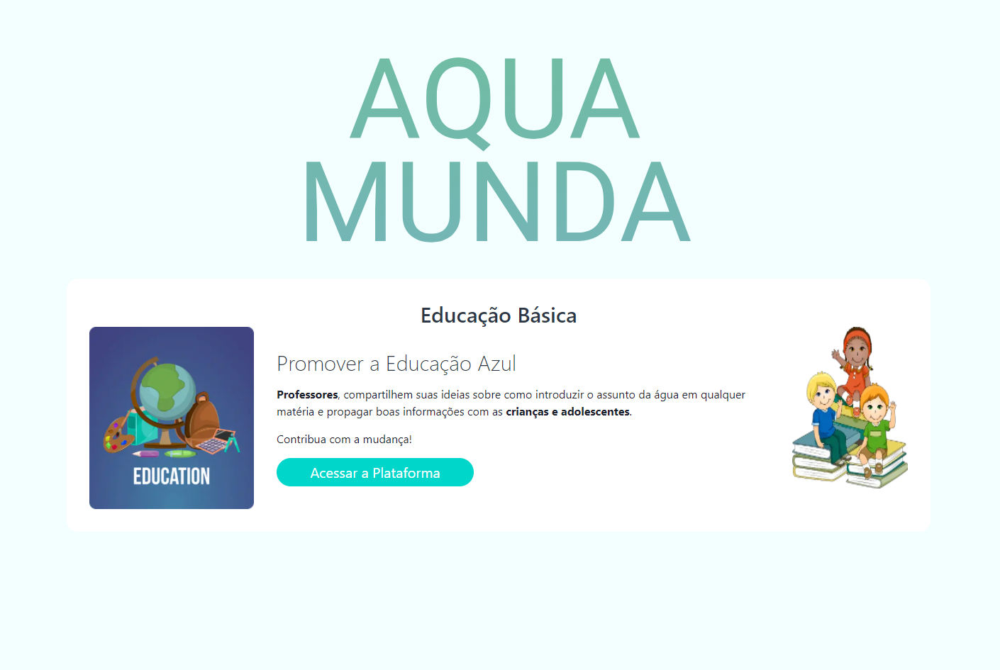 AQUA
MUNDA
Educação Básica
EDUCATION
Promover a Educação Azul
Professores, compartilhem suas ideias sobre como introduzir o assunto da água em qualquer
matéria e propagar boas informações com as crianças e adolescentes.
Contribua com a mudança!
Acessar a Plataforma